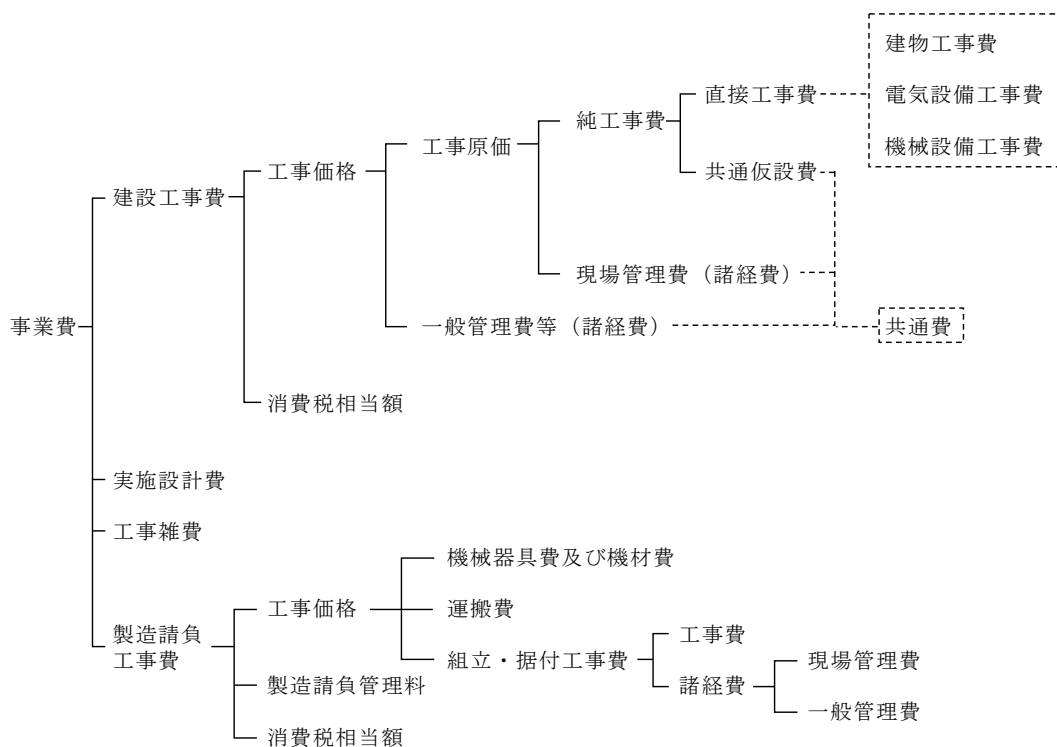 建物工事費
直接工事費
電気設備工事費
純工事費
工事原価
機械設備工事費
工事価格
共通仮設費
建設工事費
現場管理費（諸経費）
事業費
一般管理費等（諸経費）
共通費
消費税相当額
実施設計費
工事雑費
機械器具費及び機材費
工事価格
運搬費
製造請負
工事費
工事費
組立・据付工事費
現場管理費
製造請負管理料
諸経費
一般管理費
消費税相当額